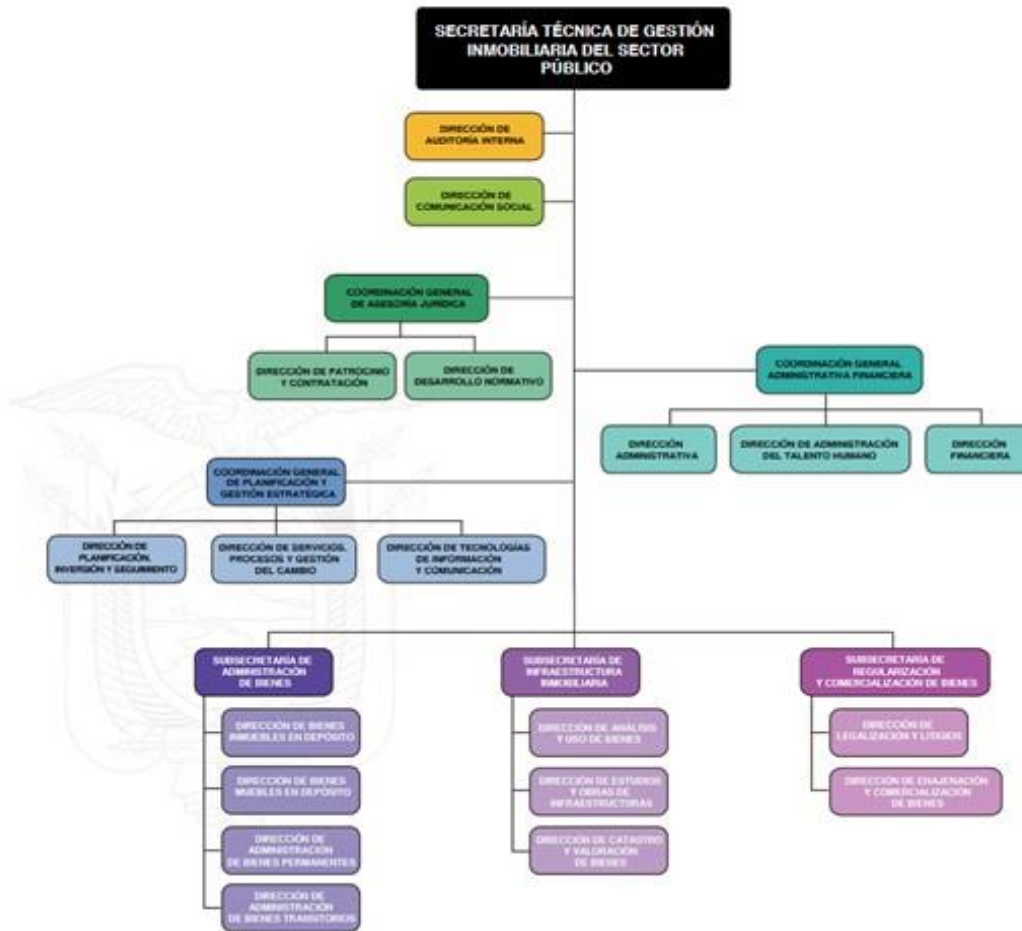 SECRETARÍA TÉCNICA DE GESTIÓN
INMOBILIARIA DEL SECTOR
PÚBLICO
DIRECCIÓN DE
AUDITORÍA INTERNA
DIRECCIÓN DE
COMUNICACIÓN SOCIAL
COORDINACIÓN GENERAL
DE ASESORÍA JURÍDICA
DIRECCIÓN DE PATROCINIO
Y CONTRATACIÓN
DIRECCIÓN DE
DESARROLLO NORMATIVO
COORDINACIÓN GENERAL
ADMINISTRATIVA FINANCIERA
DIRECCIÓN
ADMINISTRATIVA
DIRECCIÓN DE ADMINISTRACIÓN
DEL TALENTO HUMANO
DIRECCIÓN
FINANCIERA
COORDINACIÓN GENERAL
DE PLANIFICACIÓN Y
GESTIÓN ESTRATÉGICA
DIRECCIÓN DE
PLANIFICACIÓN,
INVERSIÓN Y SEGUIMIENTO
DIRECCIÓN DE SERVICIOS,
PROCESOS Y GESTIÓN
DEL CAMBIO
DIRECCIÓN DE TECNOLOGÍAS
DE INFORMACIÓN
Y COMUNICACIÓN
SUBSECRETARÍA DE
ADMINISTRACIÓN
DE BIENES
DIRECCIÓN DE BIENES
INMUEBLES EN DEPÓSITO
DIRECCIÓN DE BIENES
MUEBLES EN DEPÓSITO
DIRECCIÓN DE
ADMINISTRACIÓN
DE BIENES PERMANENTES
DIRECCIÓN DE
ADMINISTRACIÓN
DE BIENES TRANSITORIOS
SUBSECRETARÍA DE
INFRAESTRUCTURA
INMOBILIARIA
DIRECCIÓN DE ANÁLISIS
Y USO DE BIENES
DIRECCIÓN DE ESTUDIOS
Y OBRAS DE
INFRAESTRUCTURAS
DIRECCIÓN DE CATASTRO
Y VALORACIÓN
DE BIENES
SUBSECRETARÍA DE
REGULARIZACIÓN
Y COMERCIALIZACIÓN DE BIENES
DIRECCIÓN DE
LEGALIZACIÓN Y LITIGIOS
DIRECCIÓN DE ENAJENACIÓN
Y COMERCIALIZACIÓN
DE BIENES